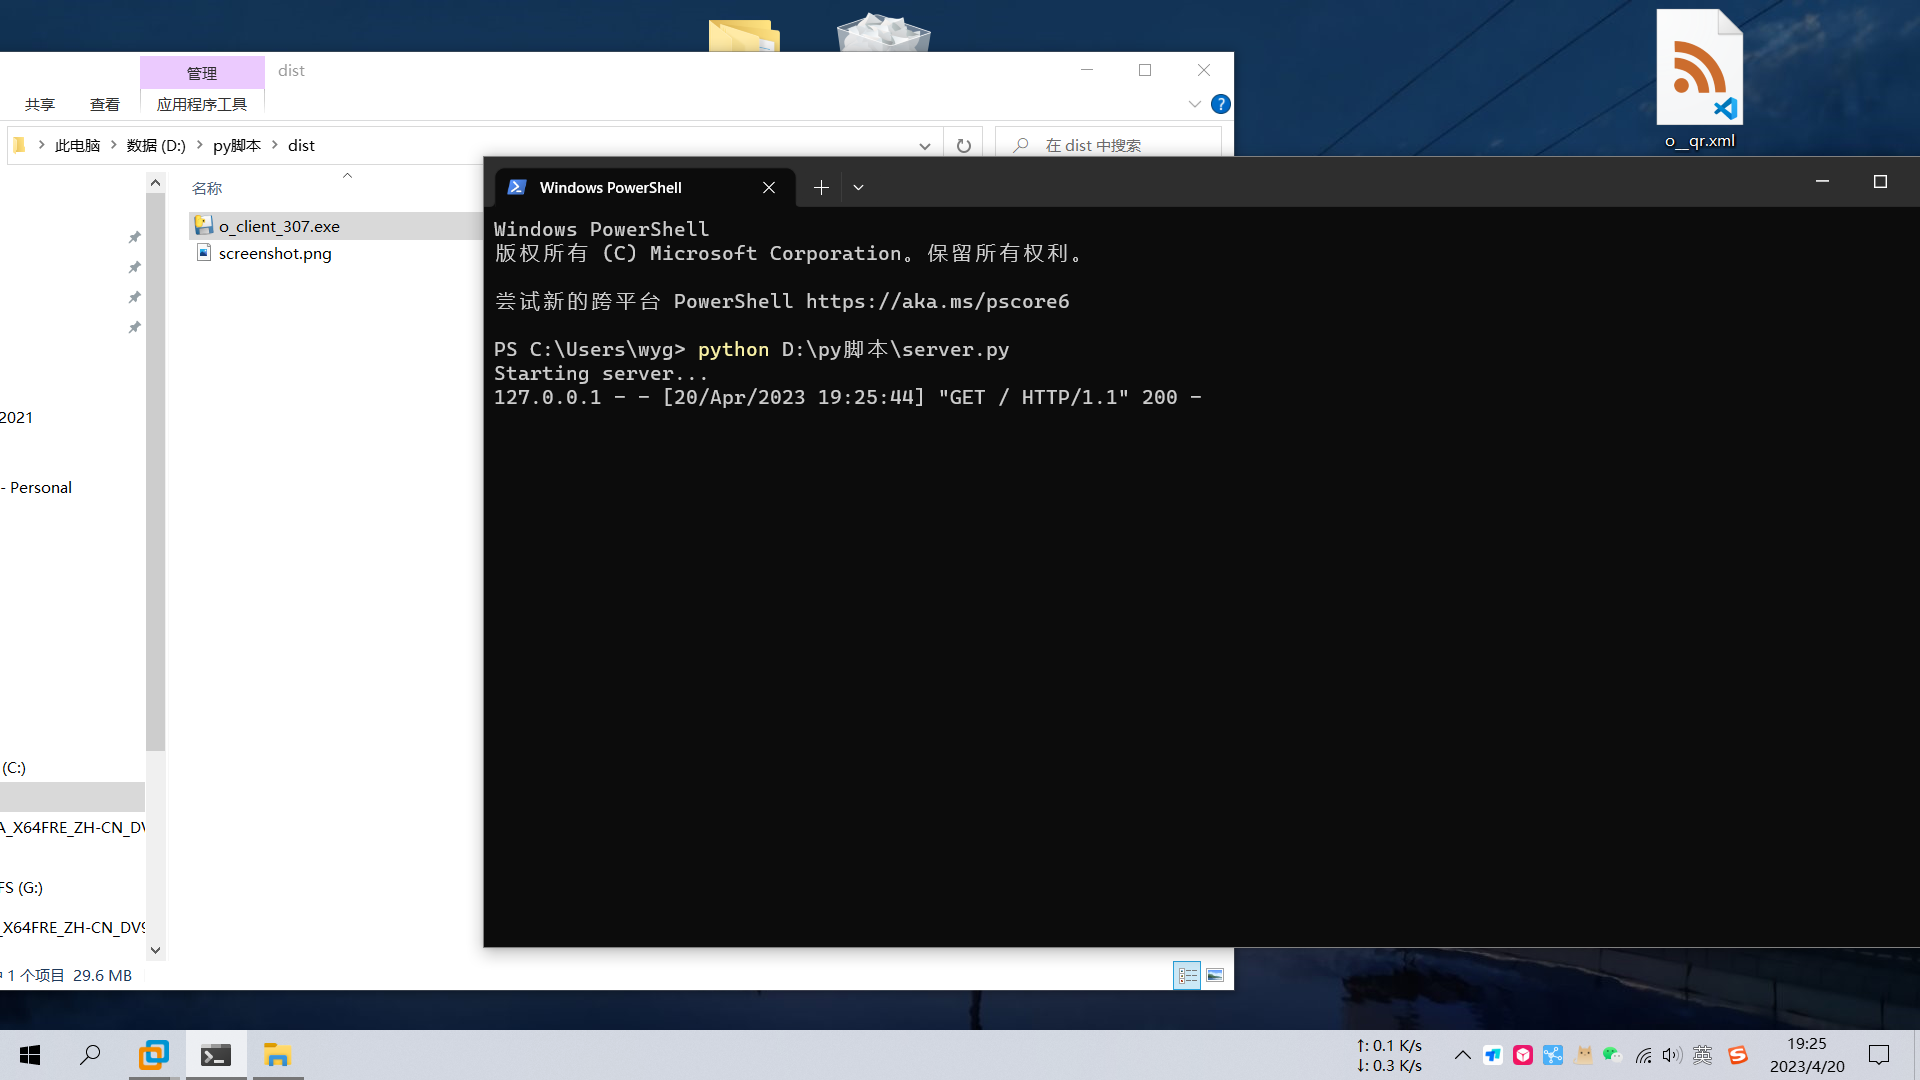 管理
dist
共享
查看
应用程序工具
此电脑
数据 (D:)
py脚本
dist
在 dist 中搜索
名称
o_client_307.exe
screenshot.png
2021
- Personal
(C:)
A_X64FRE_ZH-CN_DV
FS (G:)
_X64FRE_ZH-CN_DV9
1 个项目 29.6 MB
o__qr.xml
Windows PowerShell
Windows PowerShell
版权所有 (C) Microsoft Corporation。保留所有权利。
尝试新的跨平台 PowerShell https://aka.ms/pscore6
PS C:\Users\wyg> python D:\py脚本\server.py
Starting server...
127.0.0.1 - - [20/Apr/2023 19:25:44] "GET / HTTP/1.1" 200 -
↑: 0.1 K/s
↓: 0.3 K/s
英
19:25
2023/4/20